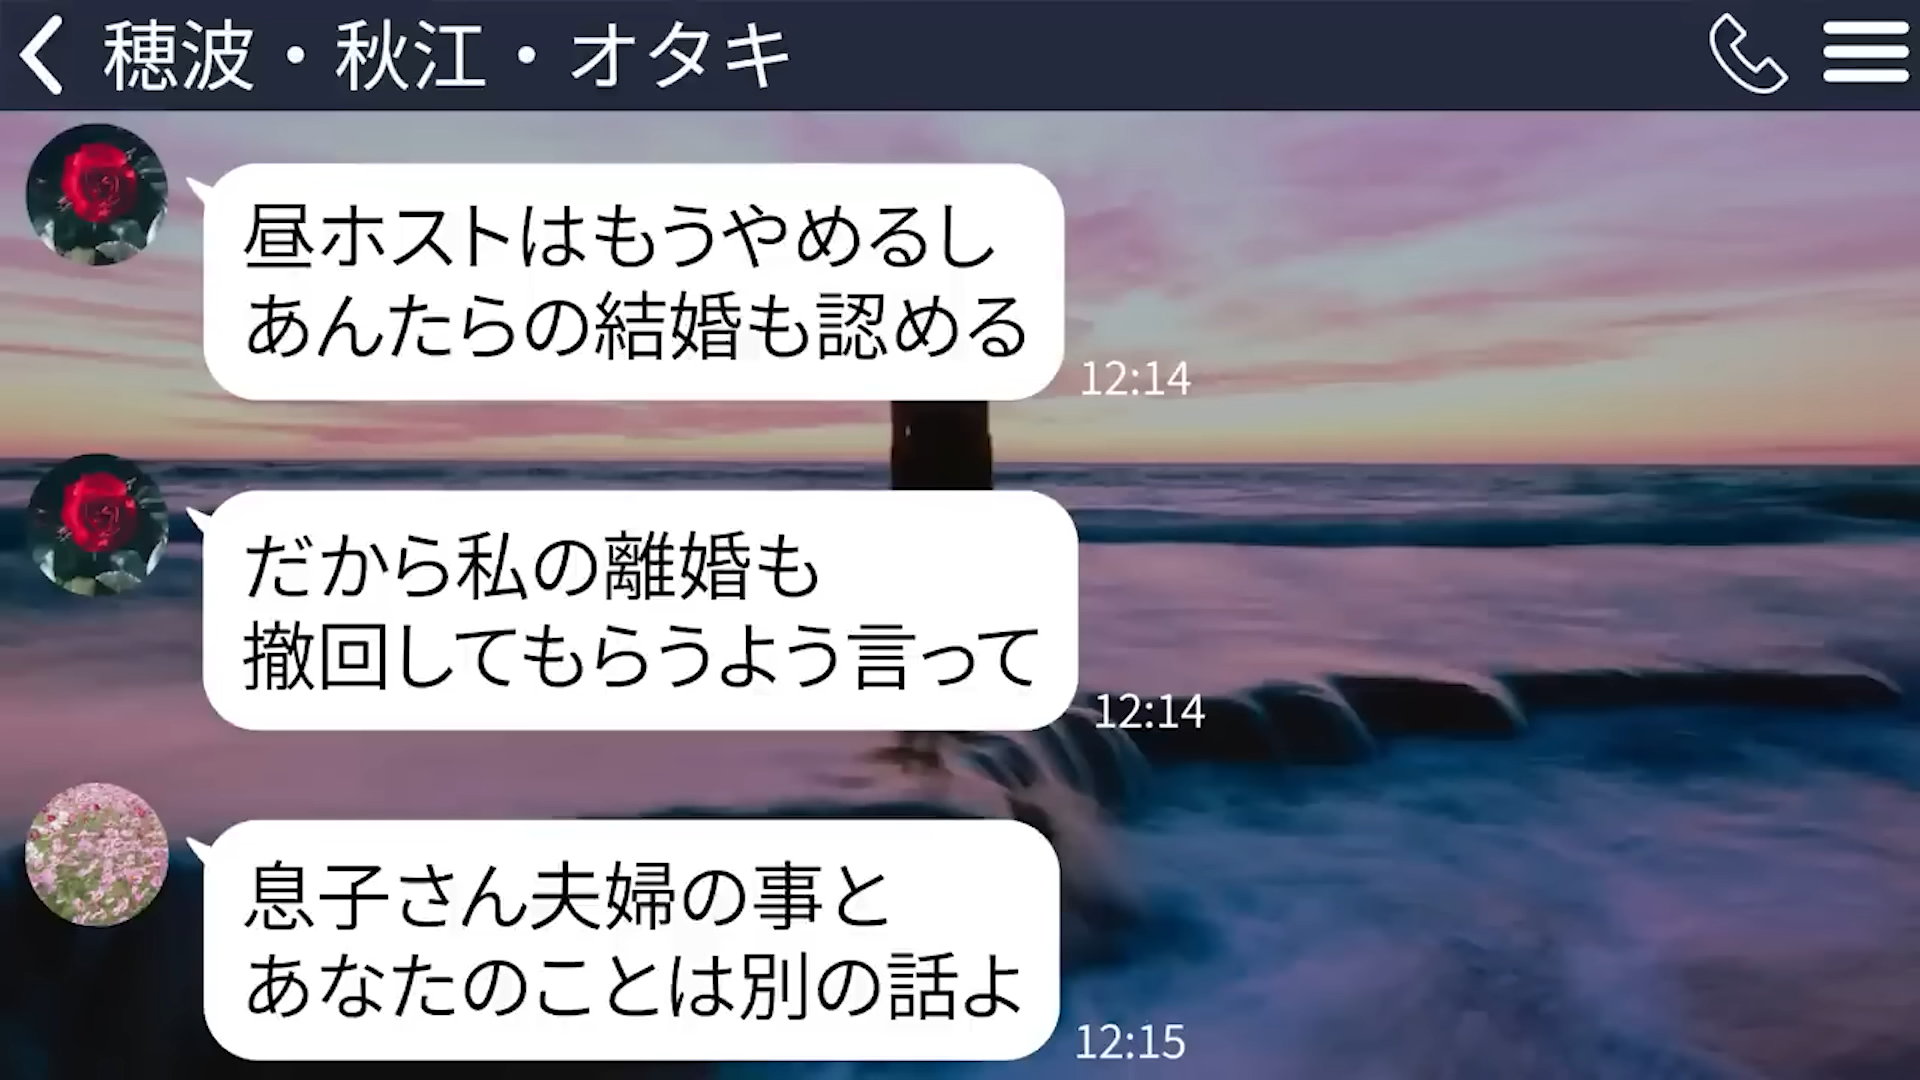 穂波・秋江・オタキ
昼ホストはもうやめるし
あんたらの結婚も認める
12:14
だから私の離婚も
撤回してもらうよう言って
12:14
息子さん夫婦の事と
あなたのことは別の話よ
12:15